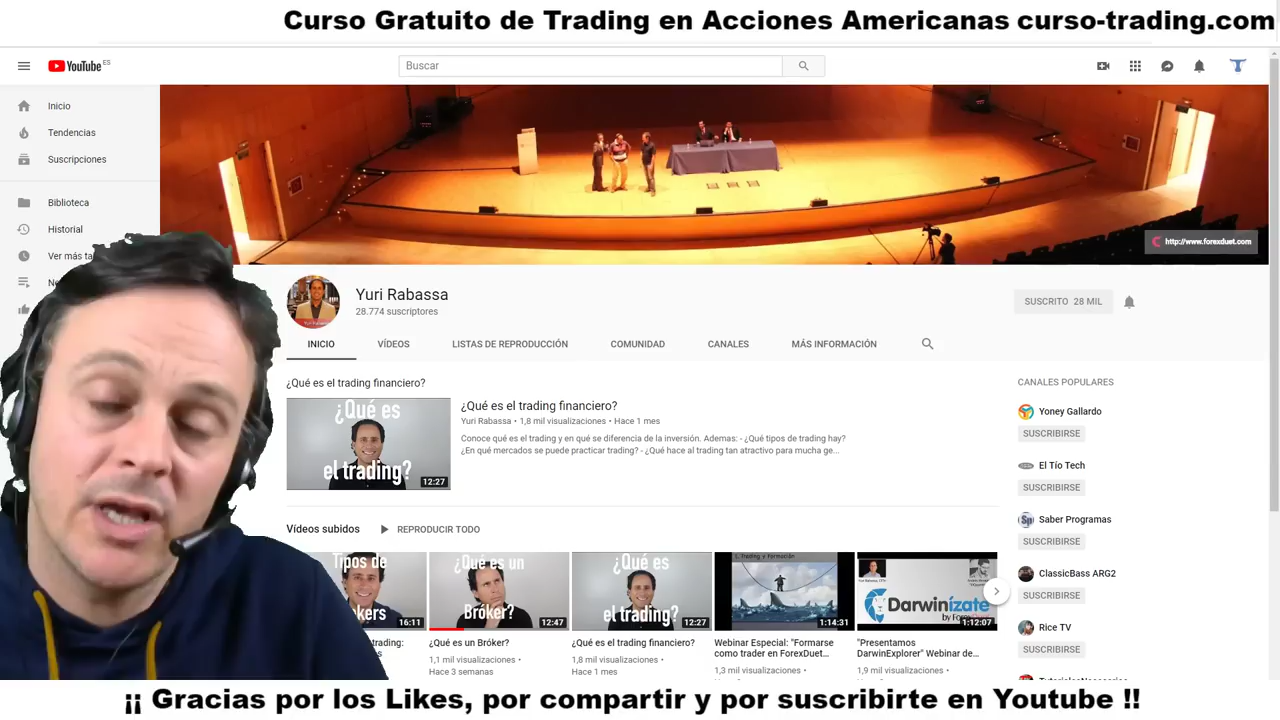 Curso Gratuito de Trading en Acciones Americanas curso-trading.com
YouTube ES
Buscar
Inicio
Tendencias
Suscripciones
Biblioteca
Historial
Ver más ta
http://www.forexduet.com
Yuri Rabassa
28.774 suscriptores
SUSCRITO 28 MIL
INICIO VÍDEOS LISTAS DE REPRODUCCIÓN COMUNIDAD CANALES MÁS INFORMACIÓN
¿Qué es el trading financiero?
¿Qué es
el trading?
12:27
¿Qué es el trading financiero?
Yuri Rabassa • 1,8 mil visualizaciones • Hace 1 mes
Conoce qué es el trading y en qué se diferencia de la inversión. Ademas: - ¿Qué tipos de trading hay?
¿En qué mercados se puede practicar trading? - ¿Qué hace al trading tan atractivo para mucha ge...
CANALES POPULARES
Yoney Gallardo
SUSCRIBIRSE
El Tío Tech
SUSCRIBIRSE
Saber Programas
SUSCRIBIRSE
ClassicBass ARG2
SUSCRIBIRSE
Rice TV
SUSCRIBIRSE
Vídeos subidos REPRODUCIR TODO
Tipos de
kers
16:11
trading:
visualizaciones •
¿Qué es un
Bróker?
12:47
¿Qué es un Bróker?
1,1 mil visualizaciones •
Hace 3 semanas
¿Qué es
el trading?
12:27
¿Qué es el trading financiero?
1,8 mil visualizaciones •
Hace 1 mes
1:14:31
Webinar Especial: "Formarse
como trader en ForexDuet...
1,3 mil visualizaciones •
Darwinízate
1:12:07
"Presentamos
DarwinExplorer" Webinar de...
1,9 mil visualizaciones •
¡¡ Gracias por los Likes, por compartir y por suscribirte en Youtube !!